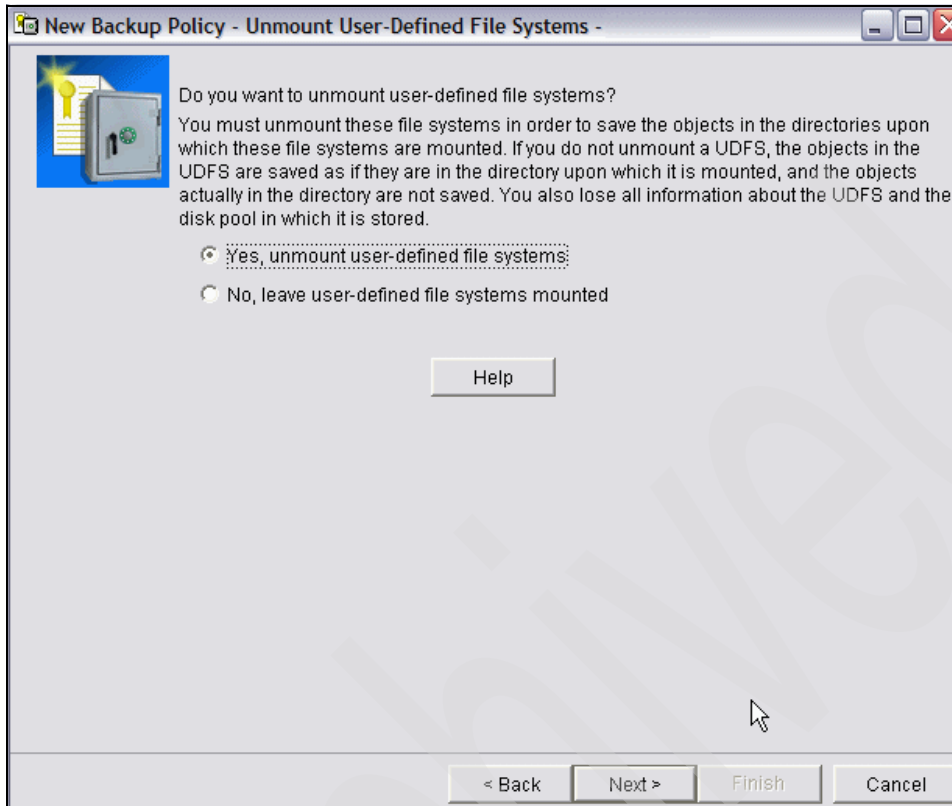 New Backup Policy - Unmount User-Defined File Systems -
Do you want to unmount user-defined file systems?
You must unmount these file systems in order to save the objects in the directories upon
which these file systems are mounted. If you do not unmount a UDFS, the objects in the
UDFS are saved as if they are in the directory upon which it is mounted, and the objects
actually in the directory are not saved. You also lose all information about the UDFS and the
disk pool in which it is stored.
Yes, unmount user-defined file systems
No, leave user-defined file systems mounted
Help
< Back Next > Finish Cancel